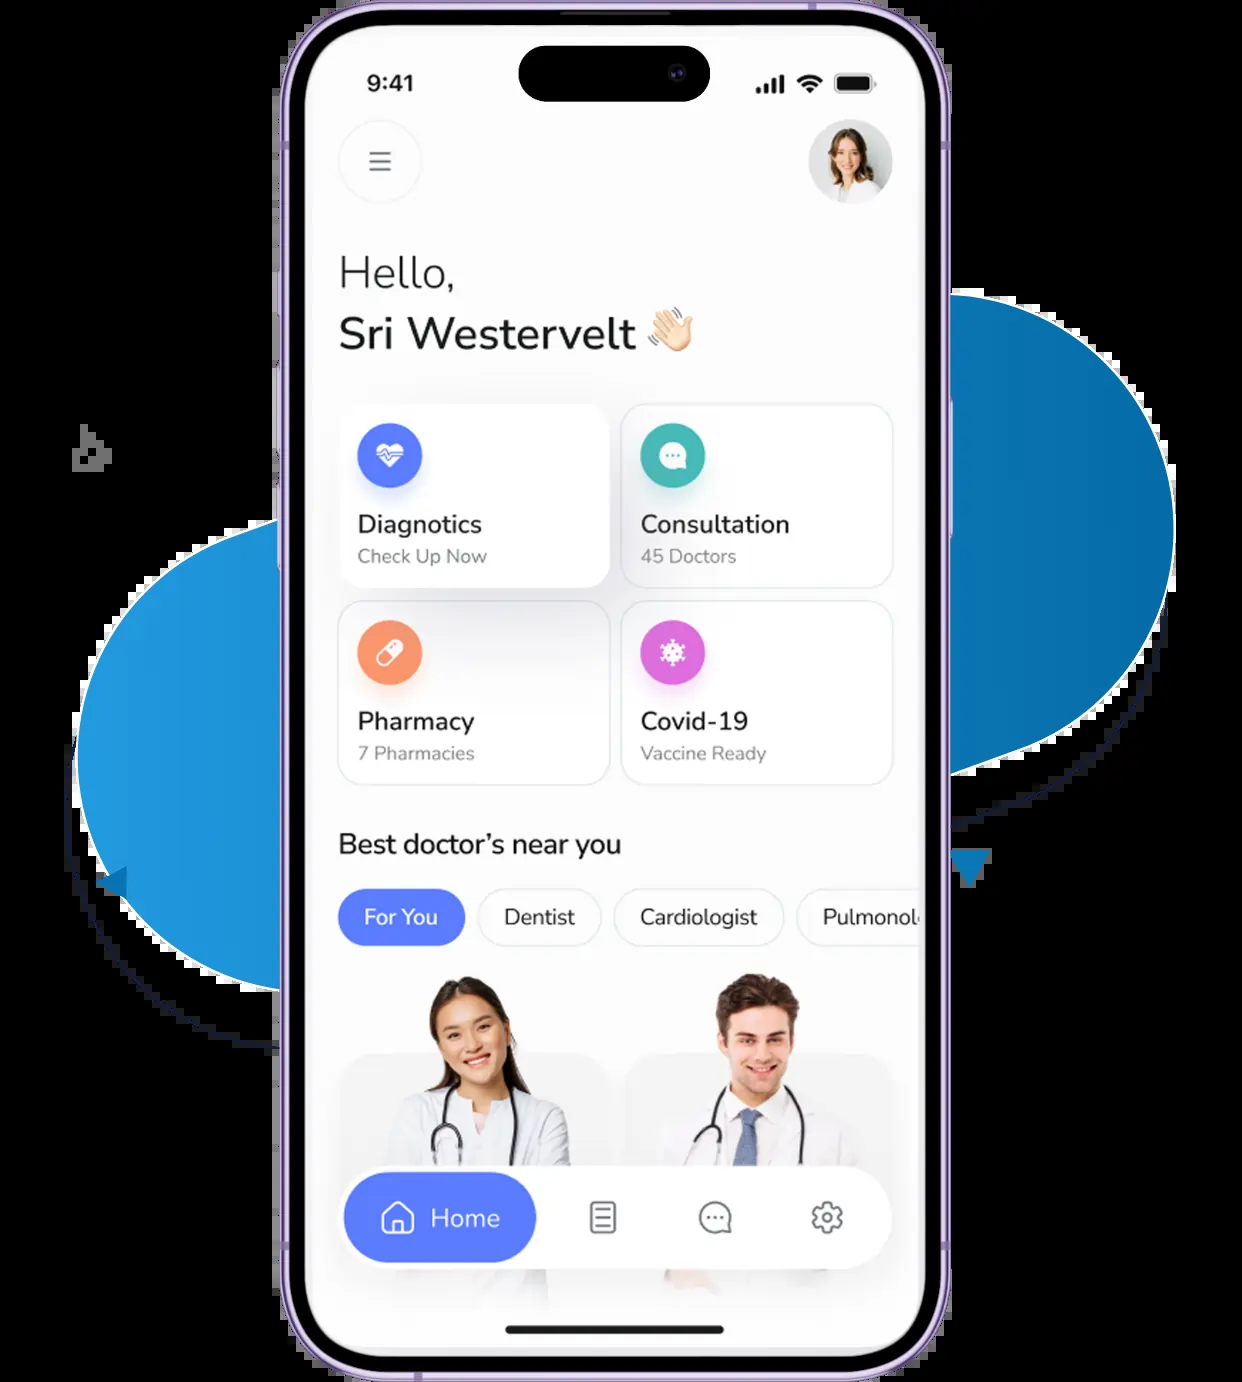 9:41
Hello,
Sri Westervelt 👋🏻
Diagnotics
Check Up Now
Consultation
45 Doctors
Pharmacy
7 Pharmacies
Covid-19
Vaccine Ready
Best doctor’s near you
For You
Dentist
Cardiologist
Pulmonol
Home